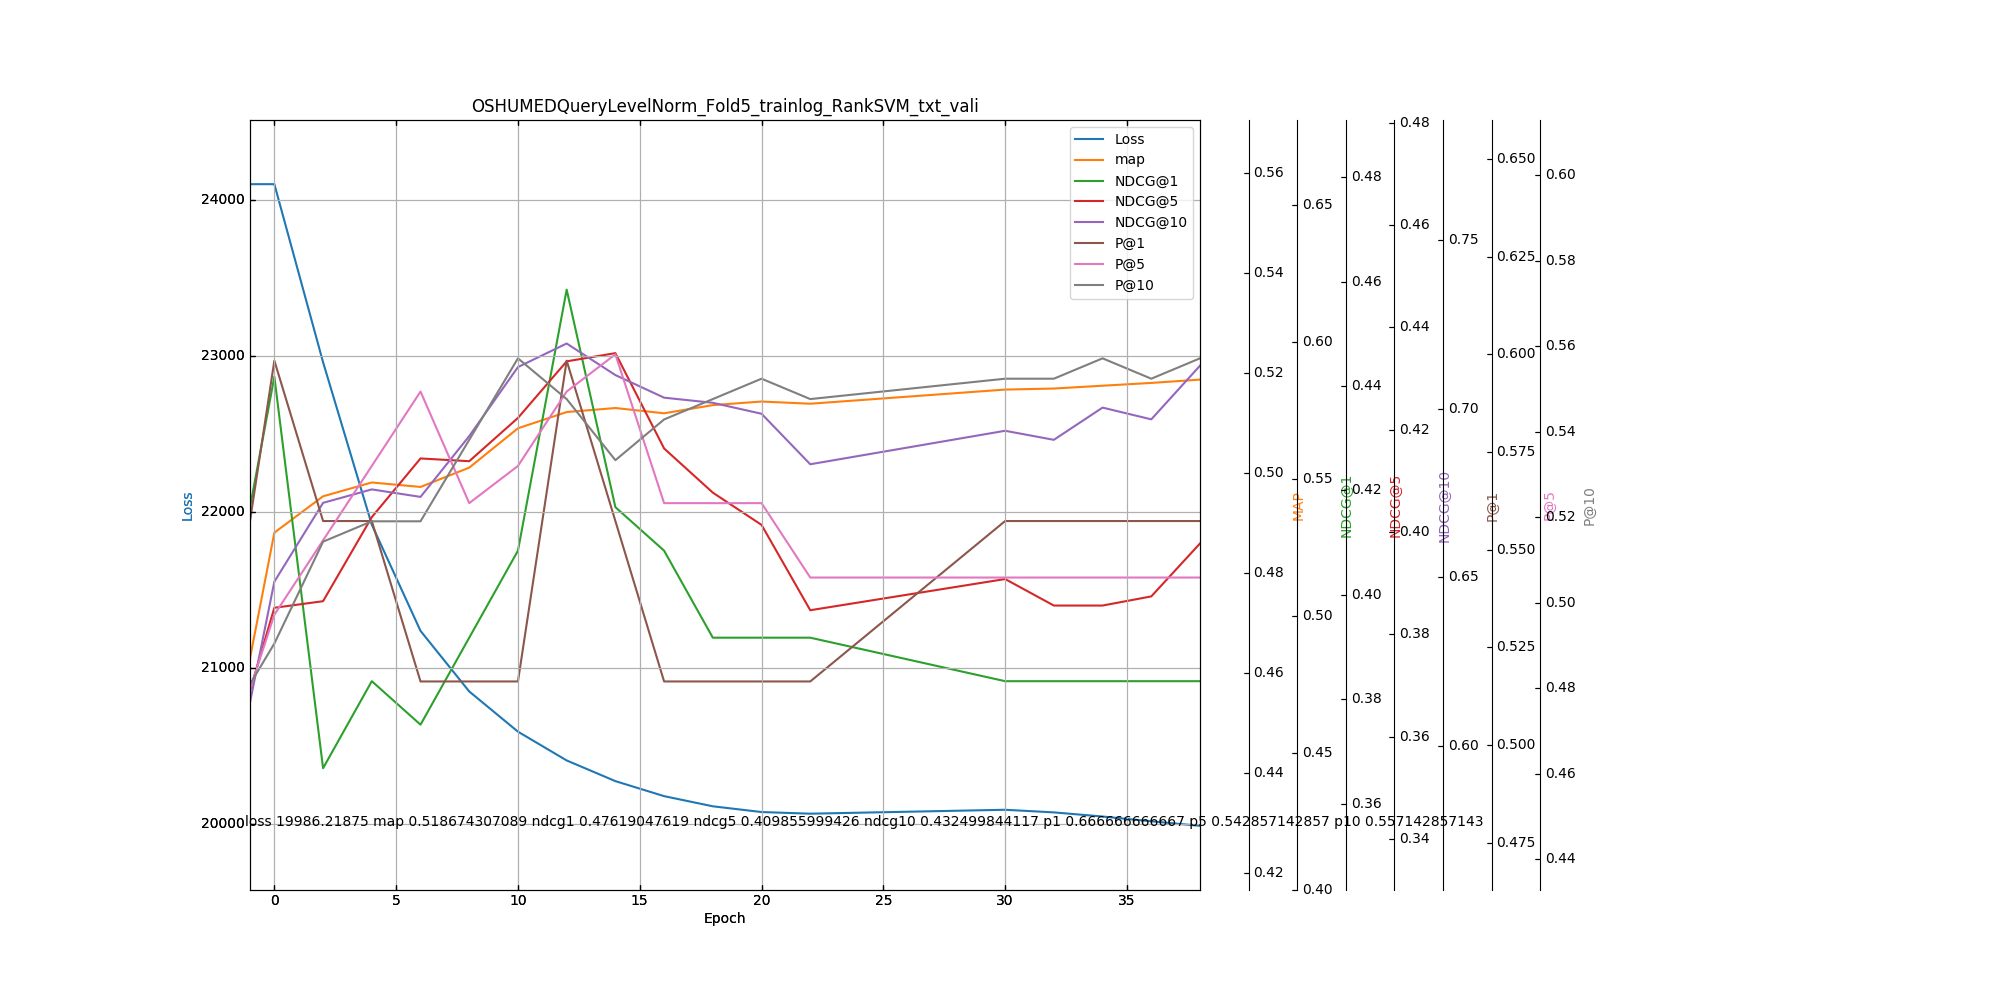 OSHUMEDQueryLevelNorm_Fold5_trainlog_RankSVM_txt_vali
Loss
map
NDCG@1
NDCG@5
NDCG@10
P@1
P@5
P@10
24000
23000
22000
21000
20000
Loss
loss 19986.21875 map 0.518674307089 ndcg1 0.47619047619 ndcg5 0.409855999426 ndcg10 0.432499844117 p1 0.666666666667 p5 0.542857142857 p10 0.557142857143
0 5 10 15 20 25 30 35
Epoch
0.56
0.54
0.52
0.50
0.48
0.46
0.44
0.42
MAP
0.65
0.60
0.55
0.50
0.45
0.40
NDCG@1
0.48
0.46
0.44
0.42
0.40
0.38
0.36
NDCG@5
0.48
0.46
0.44
0.42
0.40
0.38
0.36
0.34
NDCG@10
0.75
0.70
0.65
0.60
P@1
0.650
0.625
0.600
0.575
0.550
0.525
0.500
0.475
P@5
0.60
0.58
0.56
0.54
0.52
0.50
0.48
0.46
0.44
P@10